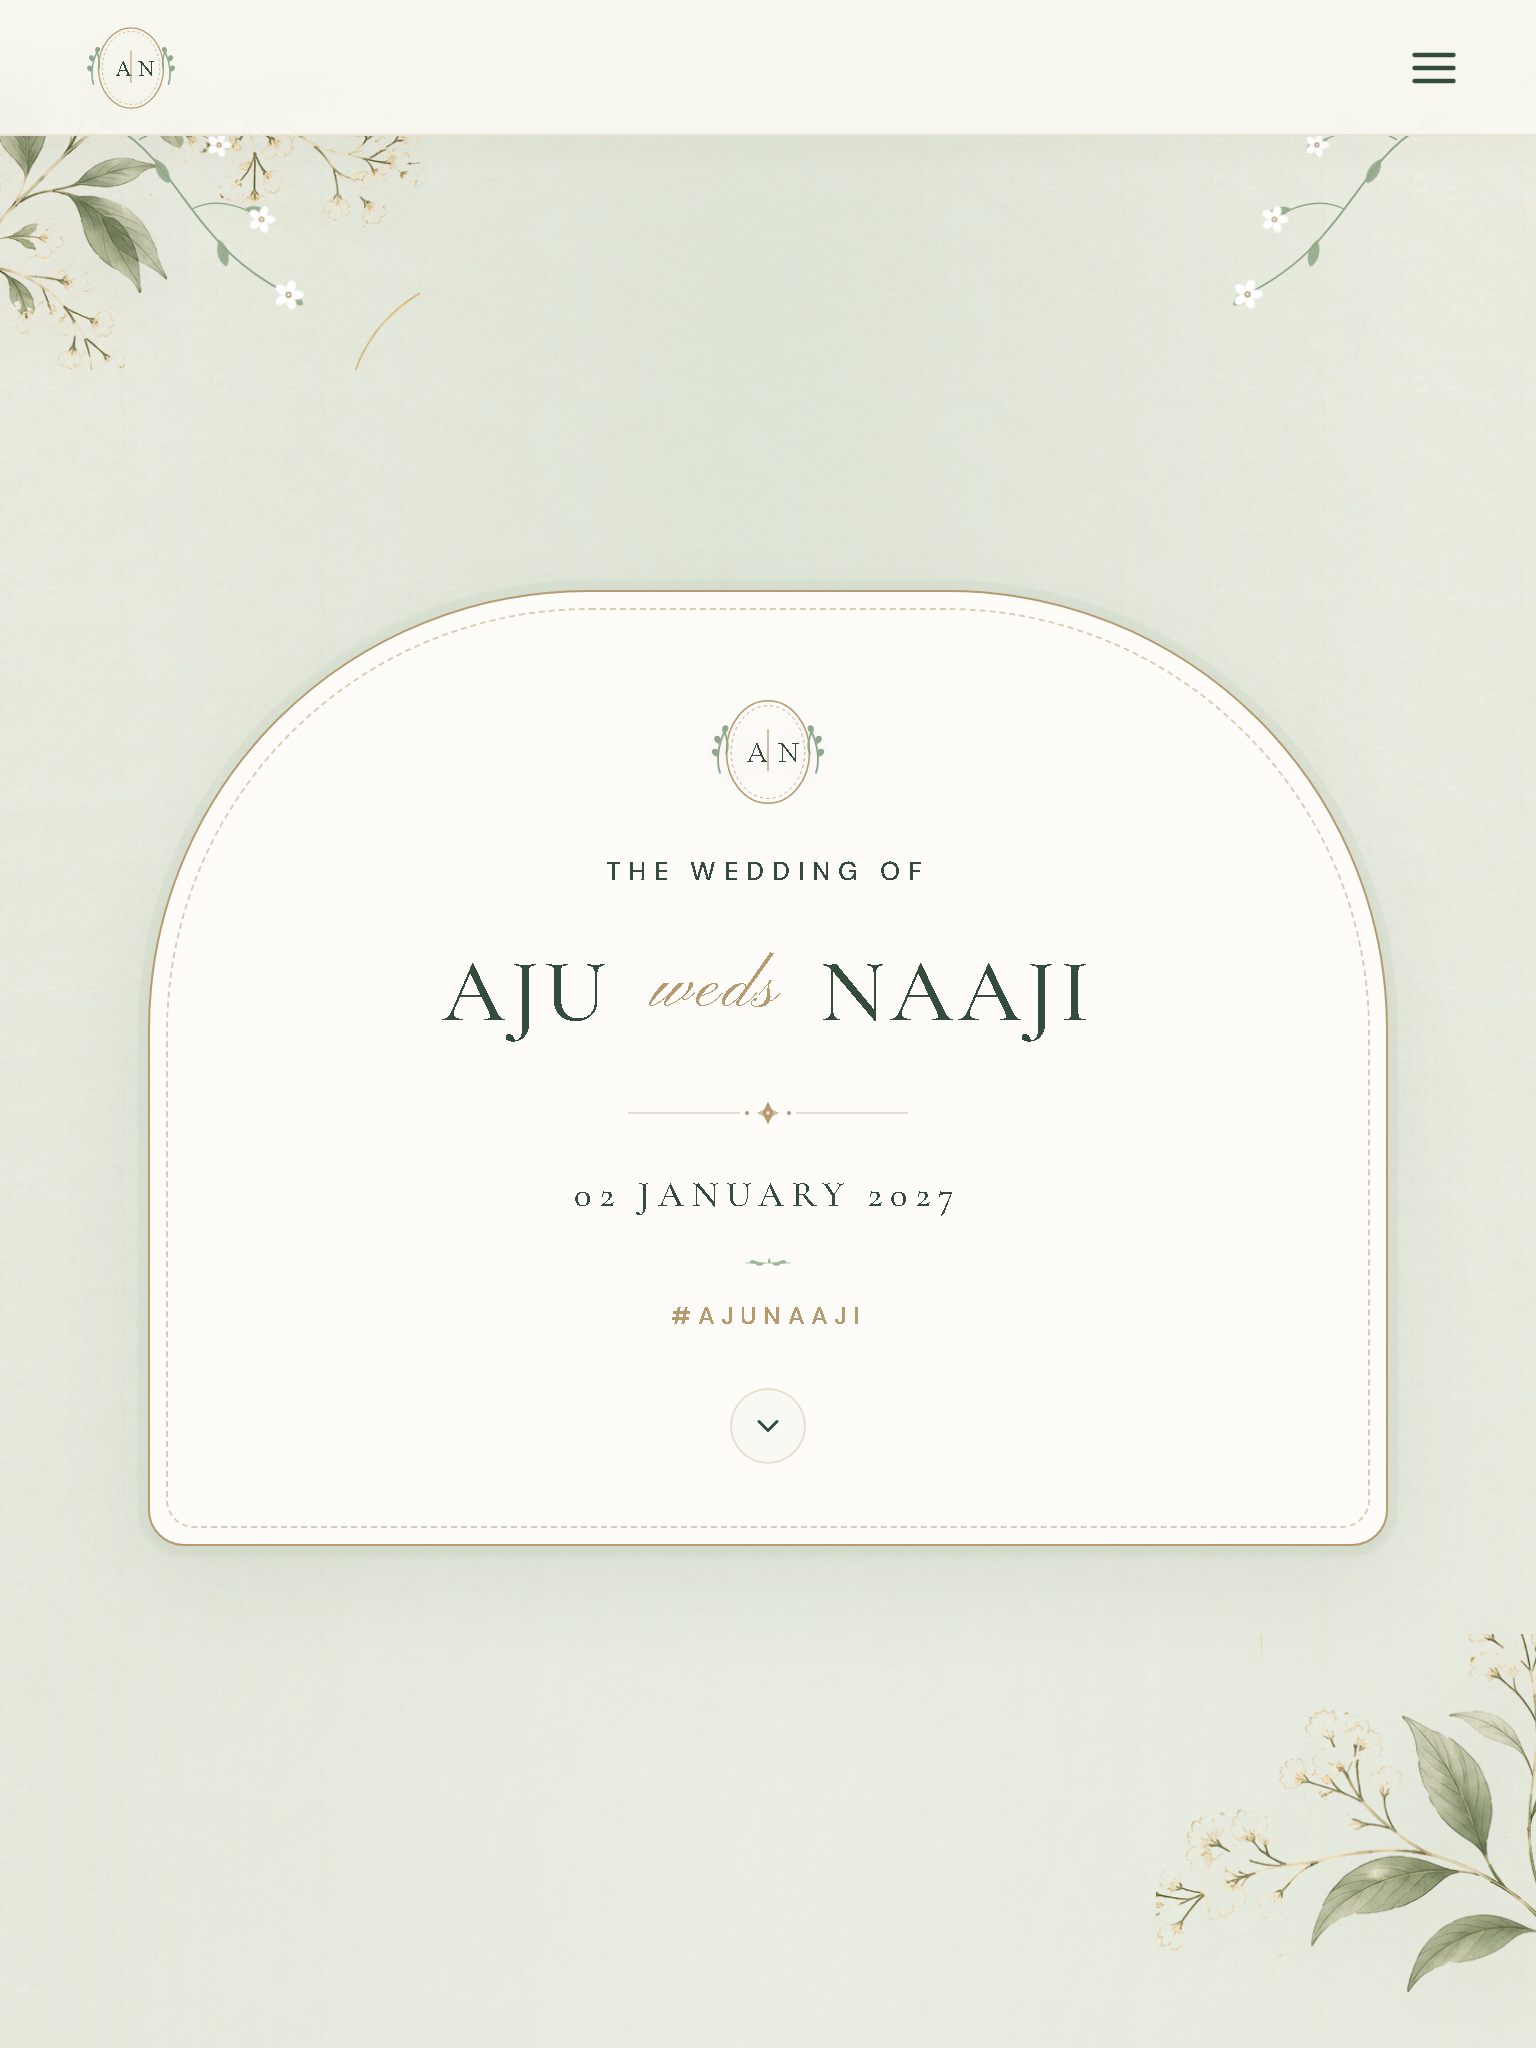 A N
A N
THE WEDDING OF
AJU weds NAAJI
02 JANUARY 2027
#AJUNAAJI